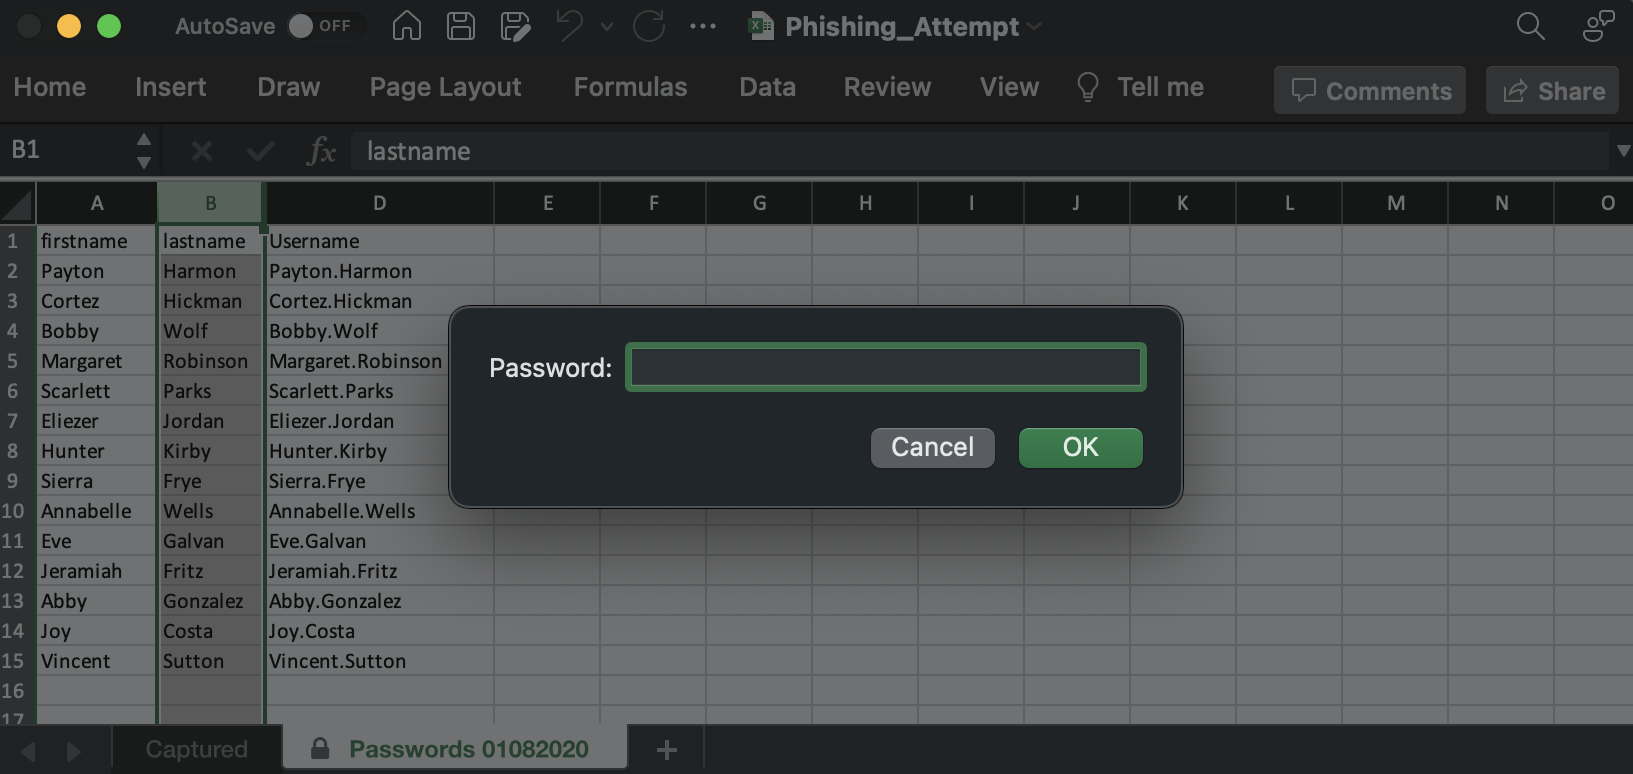 AutoSave OFF Phishing_Attempt
Home Insert Draw Page Layout Formulas Data Review View Tell me Comments Share
B1 fx lastname
A B D E F G H I J K L M N O
1 firstname lastname Username
2 Payton Harmon Payton.Harmon
3 Cortez Hickman Cortez.Hickman
4 Bobby Wolf Bobby.Wolf
5 Margaret Robinson Margaret.Robinson
6 Scarlett Parks Scarlett.Parks
7 Eliezer Jordan Eliezer.Jordan
8 Hunter Kirby Hunter.Kirby
9 Sierra Frye Sierra.Frye
10 Annabelle Wells Annabelle.Wells
11 Eve Galvan Eve.Galvan
12 Jeramiah Fritz Jeramiah.Fritz
13 Abby Gonzalez Abby.Gonzalez
14 Joy Costa Joy.Costa
15 Vincent Sutton Vincent.Sutton
16
17
Password:
Cancel OK
Captured Passwords 01082020 +